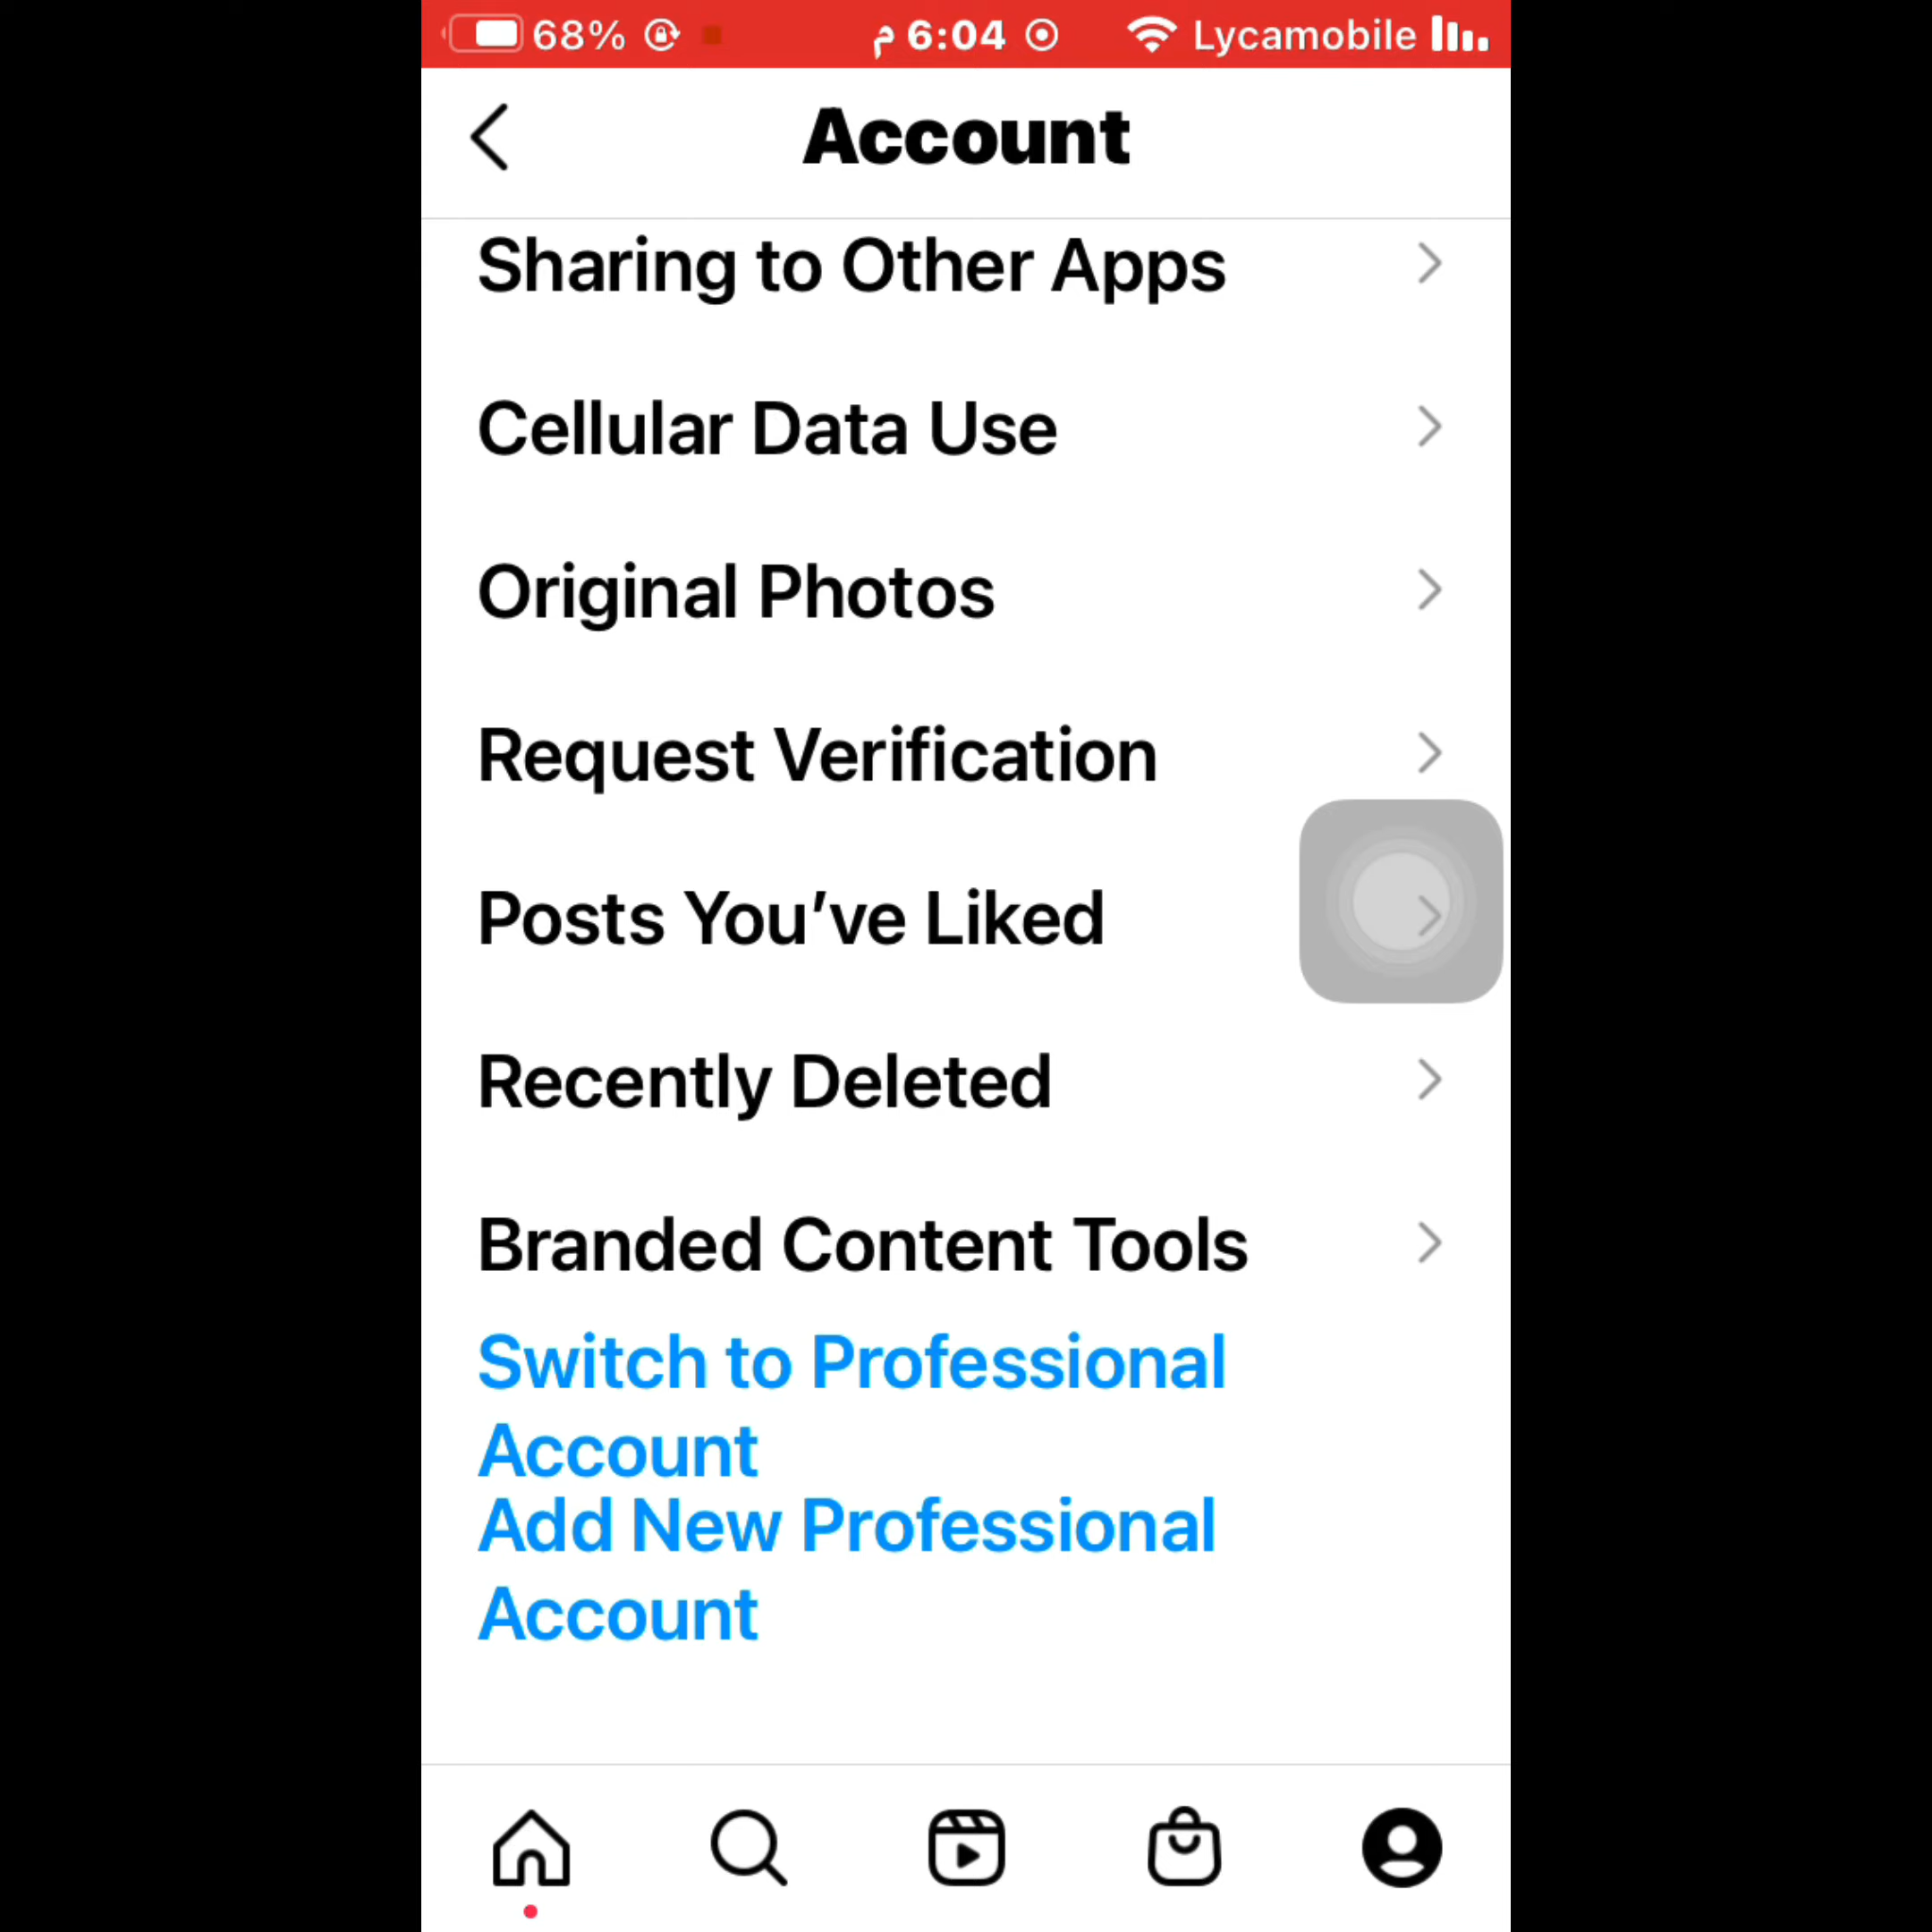 68% 6:04 م Lycamobile
Account
Sharing to Other Apps
Cellular Data Use
Original Photos
Request Verification
Posts You’ve Liked
Recently Deleted
Branded Content Tools
Switch to Professional
Account
Add New Professional
Account